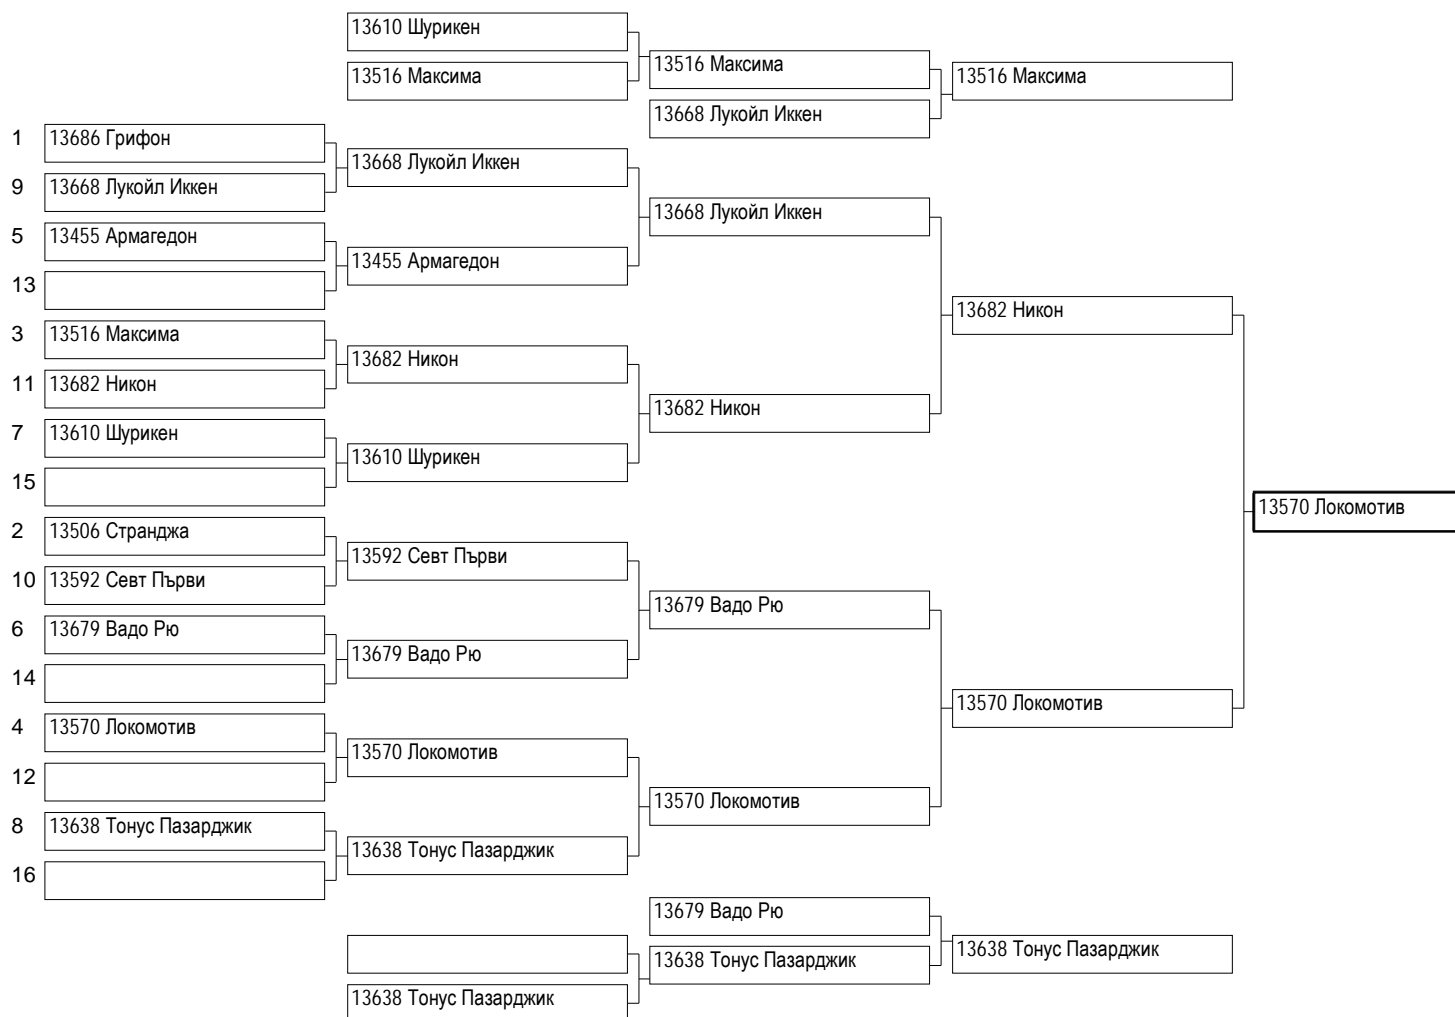 13610 Шурикен
13516 Максима
13516 Максима
13668 Лукойл Иккен
13516 Максима
1 13686 Грифон
9 13668 Лукойл Иккен
5 13455 Армагедон
13
3 13516 Максима
11 13682 Никон
7 13610 Шурикен
15
2 13506 Странджа
10 13592 Севт Първи
6 13679 Вадо Рю
14
4 13570 Локомотив
12
8 13638 Тонус Пазарджик
16
13668 Лукойл Иккен
13455 Армагедон
13682 Никон
13610 Шурикен
13592 Севт Първи
13679 Вадо Рю
13570 Локомотив
13638 Тонус Пазарджик
13668 Лукойл Иккен
13682 Никон
13679 Вадо Рю
13570 Локомотив
13682 Никон
13570 Локомотив
13570 Локомотив
13638 Тонус Пазарджик
13679 Вадо Рю
13638 Тонус Пазарджик
13638 Тонус Пазарджик